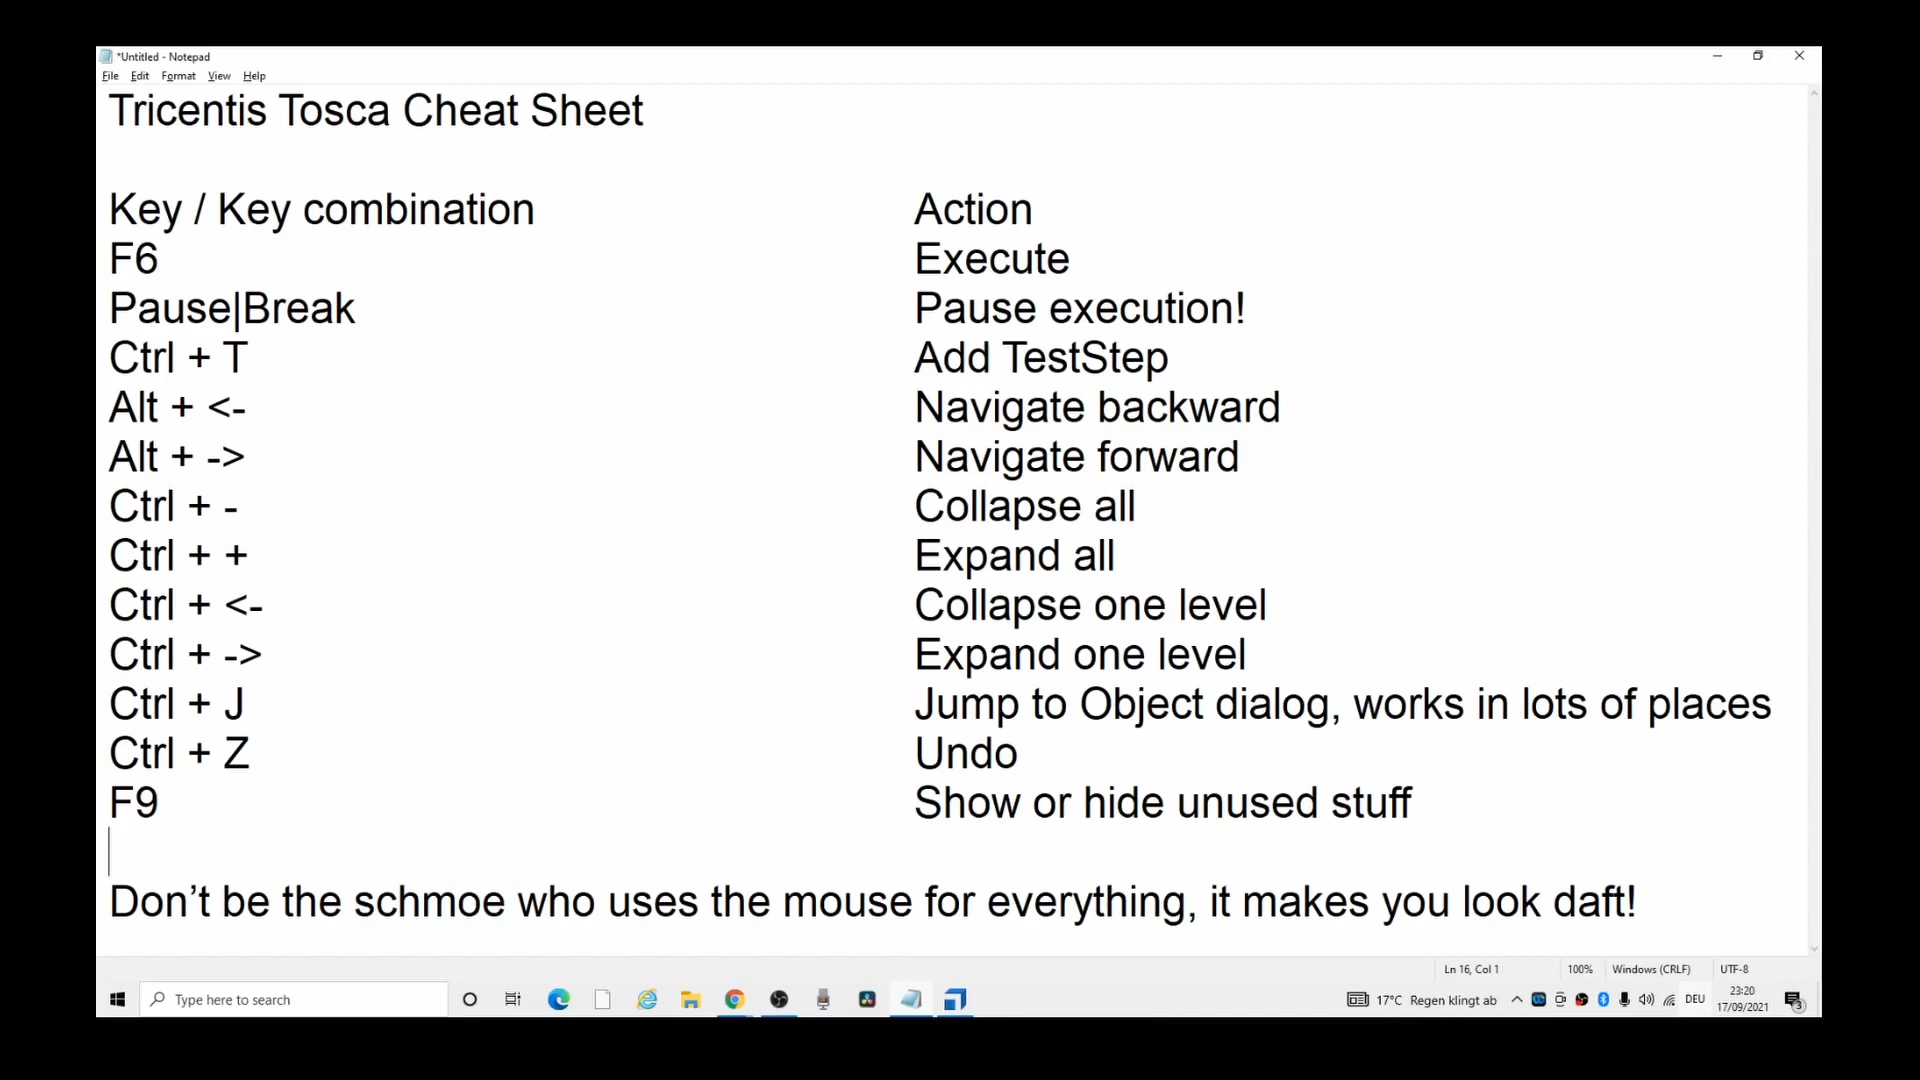 *Untitled - Notepad
File Edit Format View Help
Tricentis Tosca Cheat Sheet
Key / Key combination Action
F6 Execute
Pause|Break Pause execution!
Ctrl + T Add TestStep
Alt + <- Navigate backward
Alt + -> Navigate forward
Ctrl + - Collapse all
Ctrl + + Expand all
Ctrl + <- Collapse one level
Ctrl + -> Expand one level
Ctrl + J Jump to Object dialog, works in lots of places
Ctrl + Z Undo
F9 Show or hide unused stuff
Don’t be the schmoe who uses the mouse for everything, it makes you look daft!
Ln 16, Col 1 100% Windows (CRLF) UTF-8
Type here to search 17°C Regen klingt ab DEU 23:20
17/09/2021 3